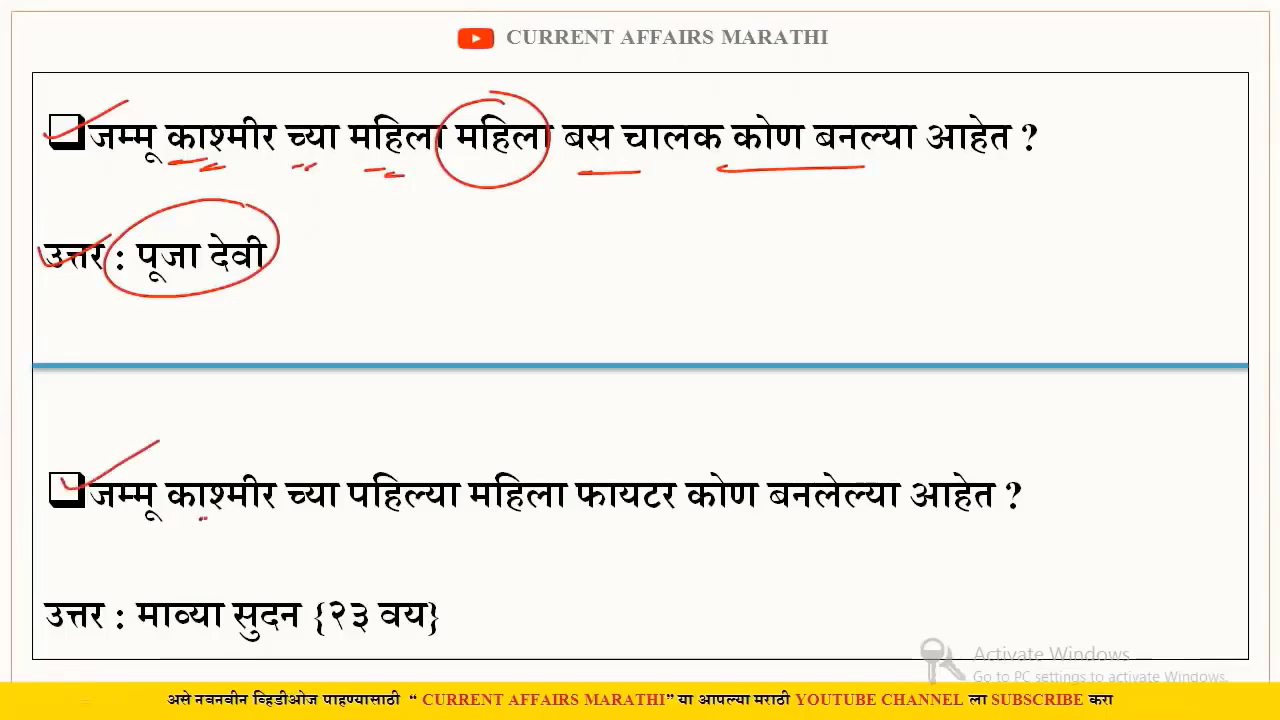 CURRENT AFFAIRS MARATHI
जम्मू काश्मीर च्या महिला महिला बस चालक कोण बनल्या आहेत ?
उत्तर : पूजा देवी
जम्मू काश्मीर च्या पहिल्या महिला फायटर कोण बनलेल्या आहेत ?
उत्तर : माव्या सुदन {२३ वय}
Activate Windows
Go to PC settings to activate Windows.
असे नवनवीन व्हिडीओज पाहण्यासाठी “ CURRENT AFFAIRS MARATHI” या आपल्या मराठी YOUTUBE CHANNEL ला SUBSCRIBE करा